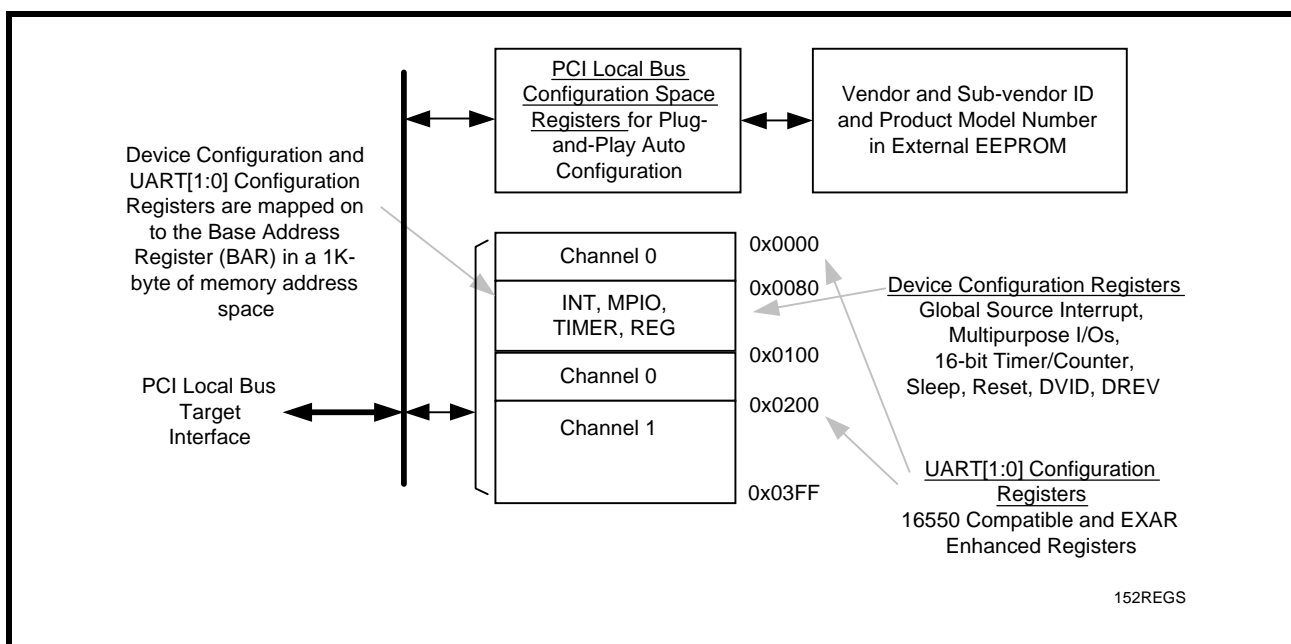 PCI Local Bus
Configuration Space
Registers for Plug-
and-Play Auto
Configuration
Vendor and Sub-vendor ID
and Product Model Number
in External EEPROM
Device Configuration and
UART[1:0] Configuration
Registers are mapped on
to the Base Address
Register (BAR) in a 1K-
byte of memory address
space
PCI Local Bus
Target
Interface
Channel 0
INT, MPIO,
TIMER, REG
Channel 0
Channel 1
0x0000
0x0080
0x0100
0x0200
0x03FF
Device Configuration Registers
Global Source Interrupt,
Multipurpose I/Os,
16-bit Timer/Counter,
Sleep, Reset, DVID, DREV
UART[1:0] Configuration
Registers
16550 Compatible and EXAR
Enhanced Registers
152REGS